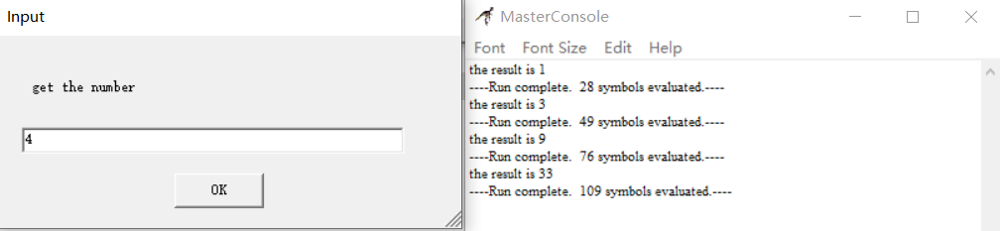 Input
get the number
4
OK
MasterConsole
Font Font Size Edit Help
the result is 1
----Run complete. 28 symbols evaluated.----
the result is 3
----Run complete. 49 symbols evaluated.----
the result is 9
----Run complete. 76 symbols evaluated.----
the result is 33
----Run complete. 109 symbols evaluated.----